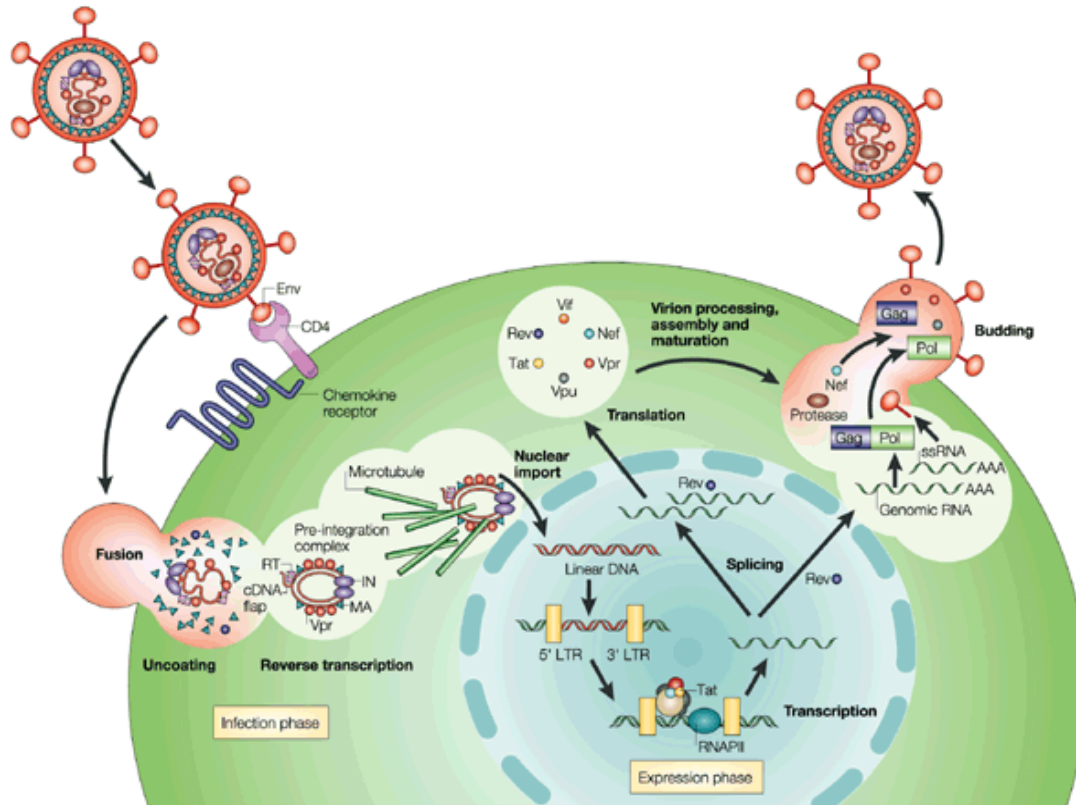 Env
CD4
Chemokine
receptor
Fusion
Uncoating
RT
cDNA
flap
IN
MA
Vpr
Reverse transcription
Pre-integration
complex
Microtubule
Nuclear
import
Infection phase
Linear DNA
5' LTR
3' LTR
Tat
RNAPII
Transcription
Expression phase
Splicing
Rev
Rev
Translation
Vif
Rev
Nef
Tat
Vpr
Vpu
Virion processing,
assembly and
maturation
Gag
Pol
Budding
Nef
Protease
Gag
Pol
ssRNA
AAA
AAA
Genomic RNA